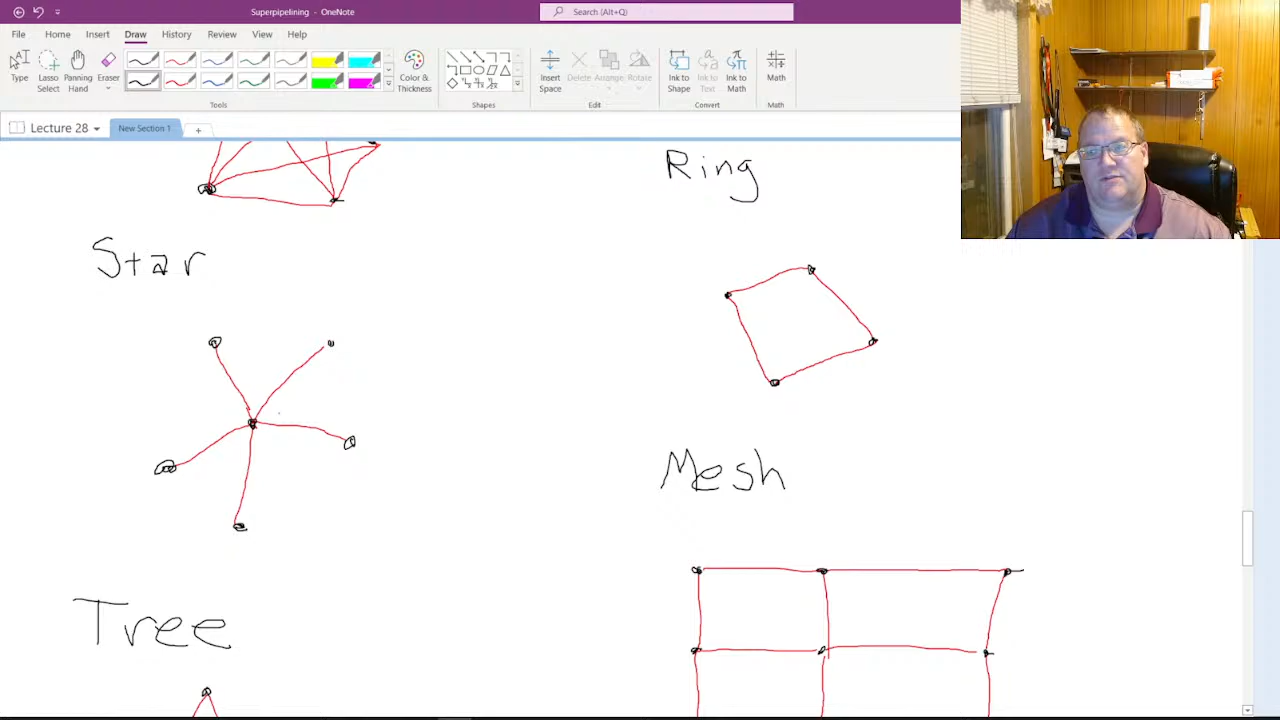 Superpipelining - OneNote
Search (Alt+Q)
File Home Insert Draw History Review View Help
Type
Lasso Select
Panning Hand
Eraser
Color & Thickness
Insert Space
Delete
Arrange
Rotate
Ink to Shape
Ink to Text
Ink to Math
Math
Tools
Shapes
Edit
Convert
Math
Lecture 28
New Section 1
Ring
Star
Mesh
Tree